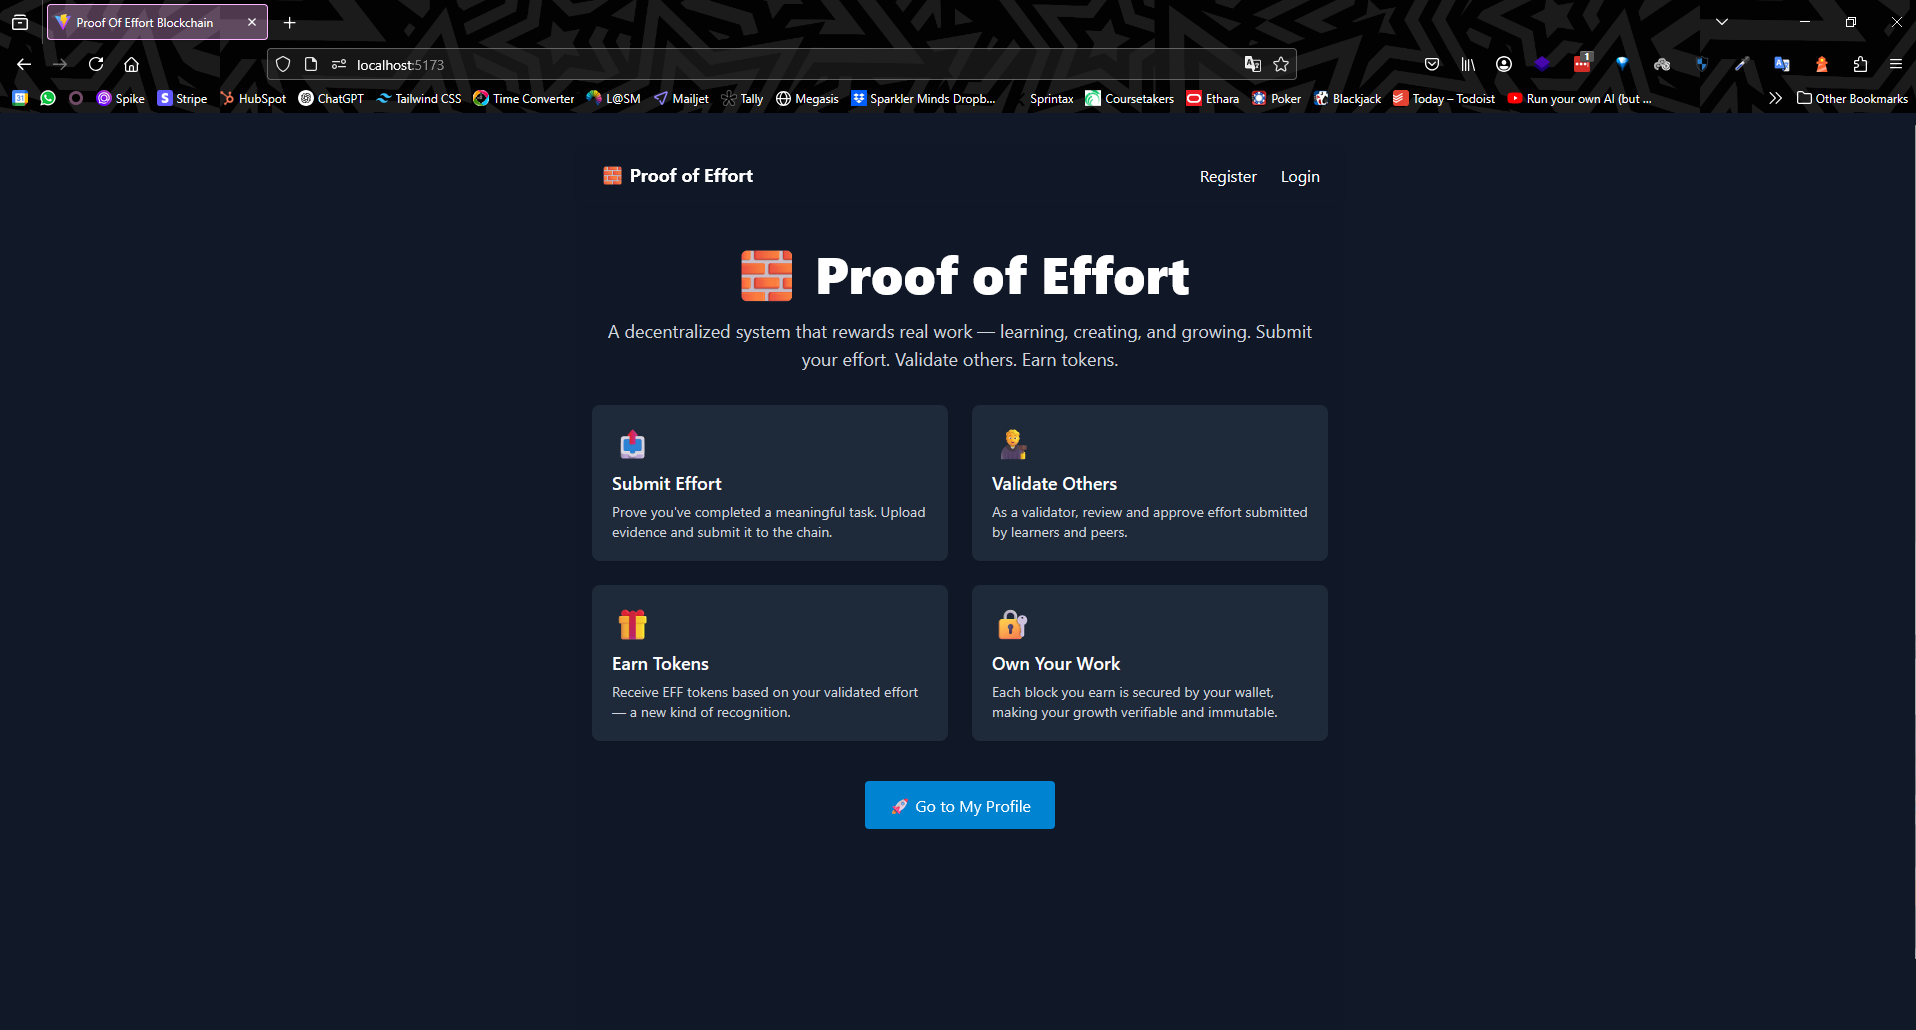 Proof Of Effort Blockchain
localhost:5173
1
31
Spike
Stripe
HubSpot
ChatGPT
Tailwind CSS
Time Converter
L@SM
Mailjet
Tally
Megasis
Sparkler Minds Dropb...
Sprintax
Coursetakers
Ethara
Poker
Blackjack
Today – Todoist
Run your own AI (but ...
Other Bookmarks
Proof of Effort
Register
Login
Proof of Effort
A decentralized system that rewards real work — learning, creating, and growing. Submit
your effort. Validate others. Earn tokens.
Submit Effort
Prove you've completed a meaningful task. Upload
evidence and submit it to the chain.
Validate Others
As a validator, review and approve effort submitted
by learners and peers.
Earn Tokens
Receive EFF tokens based on your validated effort
— a new kind of recognition.
Own Your Work
Each block you earn is secured by your wallet,
making your growth verifiable and immutable.
Go to My Profile